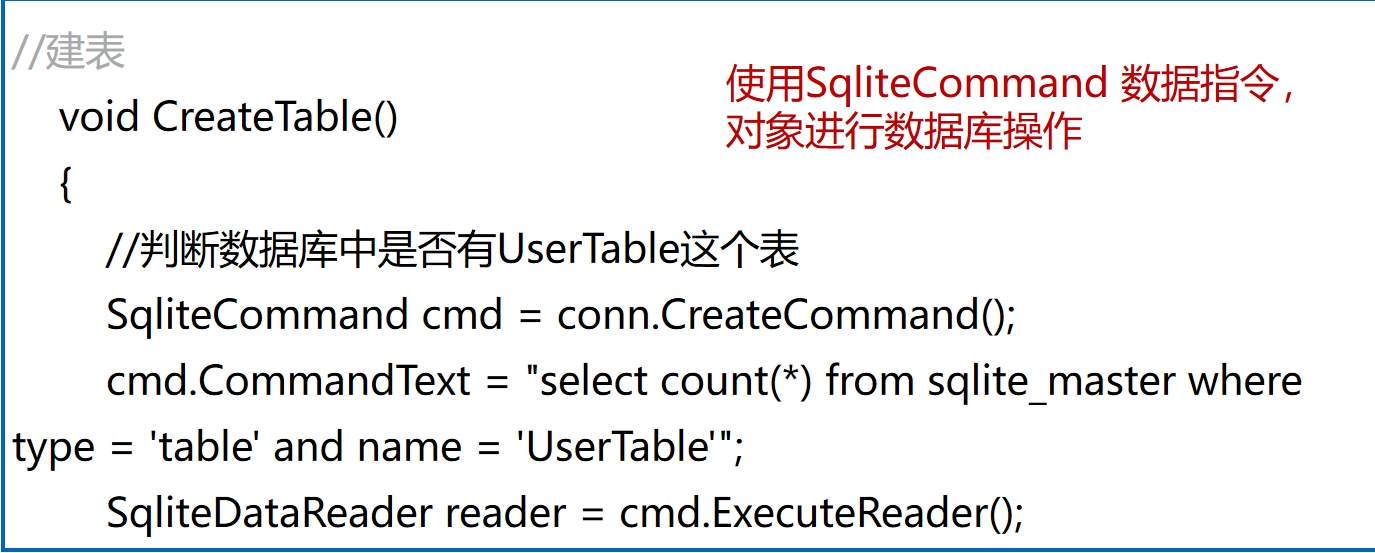 //建表
void CreateTable()
使用SqliteCommand 数据指令，
对象进行数据库操作
{
//判断数据库中是否有UserTable这个表
SqliteCommand cmd = conn.CreateCommand();
cmd.CommandText = "select count(*) from sqlite_master where
type = 'table' and name = 'UserTable'";
SqliteDataReader reader = cmd.ExecuteReader();